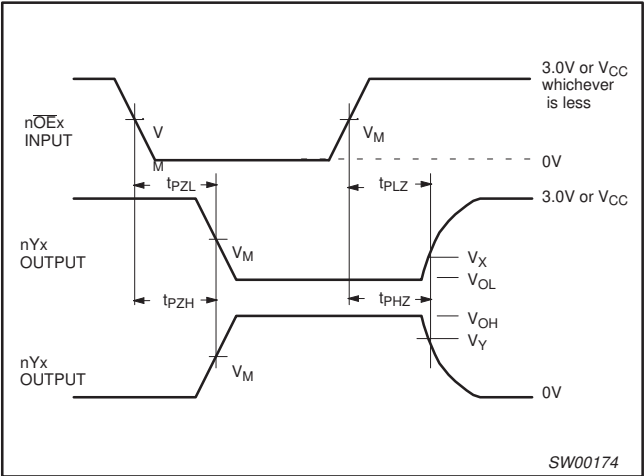 3.0V or VCC
whichever
is less
nOEx
INPUT
V
M
VM
0V
tPZL
tPLZ
3.0V or VCC
nYx
OUTPUT
VM
VX
VOL
tPZH
tPHZ
VOH
VY
nYx
OUTPUT
VM
0V
SW00174